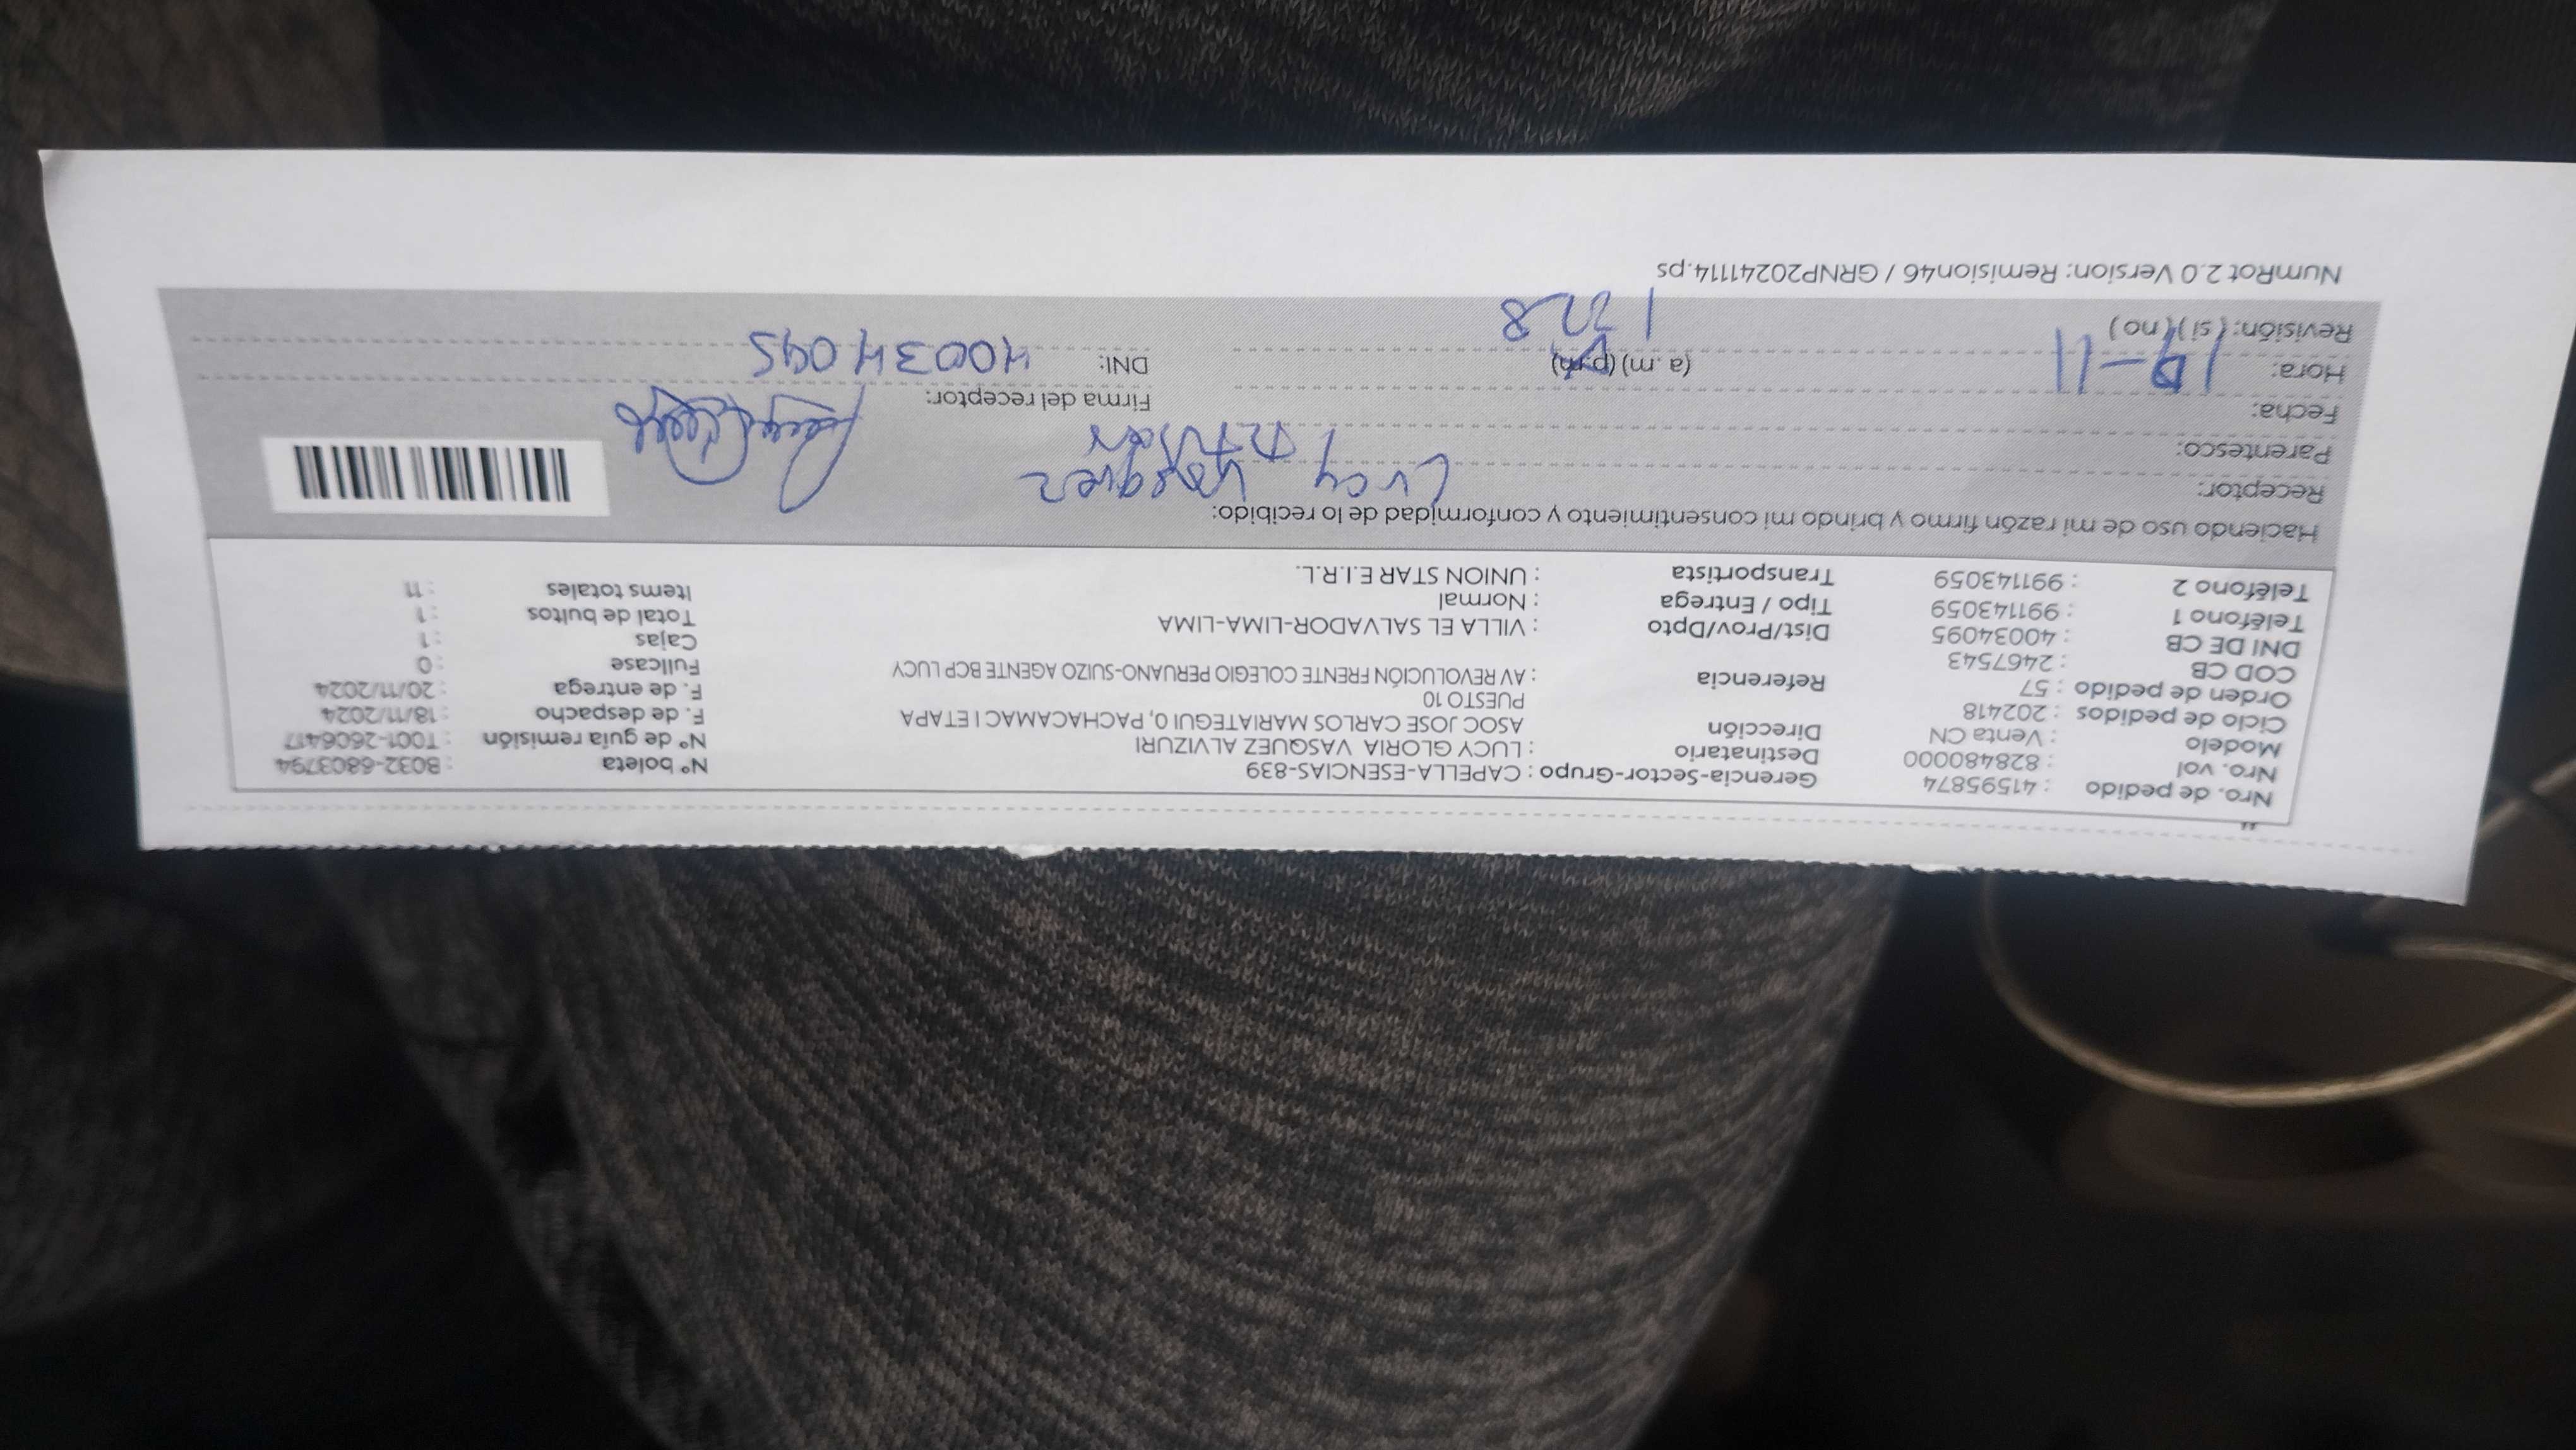 Nro. de pedido : 41595874 Gerencia-Sector-Grupo : CAPELLA-ESENCIAS-839 N° boleta : B032-6803794
Nro. vol : 828480000 Destinatario : LUCY GLORIA VASQUEZ ALVIZURI N° de guía remisión : T001-2606417
Modelo : Venta CN Dirección ASOC JOSE CARLOS MARIATEGUI 0, PACHACAMAC I ETAPA F. de despacho : 18/11/2024
Ciclo de pedidos : 202418 PUESTO 10 F. de entrega : 20/11/2024
Orden de pedido : 57 Referencia : AV REVOLUCIÓN FRENTE COLEGIO PERUANO-SUIZO AGENTE BCP LUCY Fullcase : 0
COD CB : 2467543 Dist/Prov/Dpto : VILLA EL SALVADOR-LIMA-LIMA Cajas : 1
DNI DE CB : 40034095 Tipo / Entrega : Normal Total de bultos : 1
Teléfono 1 : 991143059 Transportista : UNION STAR E.I.R.L. Items totales : 11
Teléfono 2 : 991143059
Haciendo uso de mi razón firmo y brindo mi consentimiento y conformidad de lo recibido:
Receptor: Lucy Vasquez
Parentesco:
Fecha: Firma del receptor:
Hora: (a.m) (p.m) DNI: 40034095
Revisión: ( si ) ( no )
NumRot 2.0 Version: Remision46 / GRNP20241114.ps